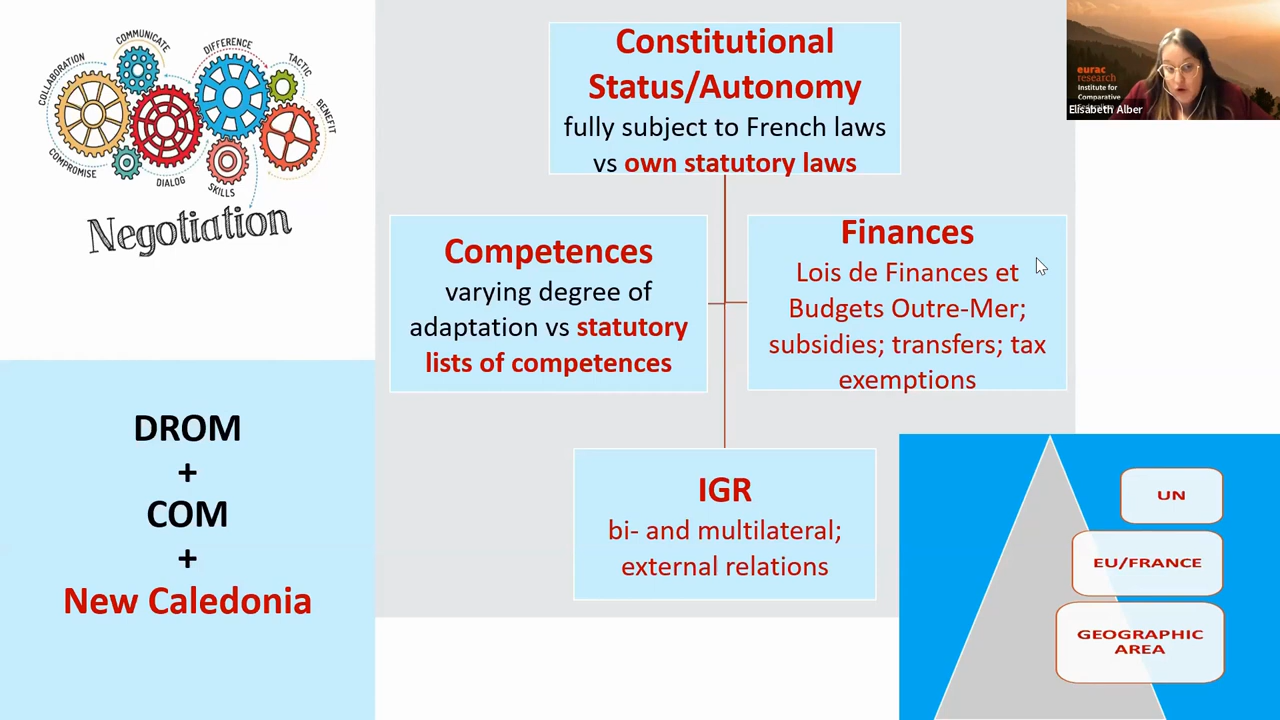 COLLABORATION
COMMUNICATE
DIFFERENCE
TACTIC
BENEFIT
COMPROMISE
DIALOG
SKILLS
Negotiation
DROM
+
COM
+
New Caledonia
Constitutional
Status/Autonomy
fully subject to French laws
vs own statutory laws
Competences
varying degree of
adaptation vs statutory
lists of competences
Finances
Lois de Finances et
Budgets Outre-Mer;
subsidies; transfers; tax
exemptions
IGR
bi- and multilateral;
external relations
eurac
research
Institute for
Comparative
Elisabeth Alber
UN
EU/FRANCE
GEOGRAPHIC
AREA